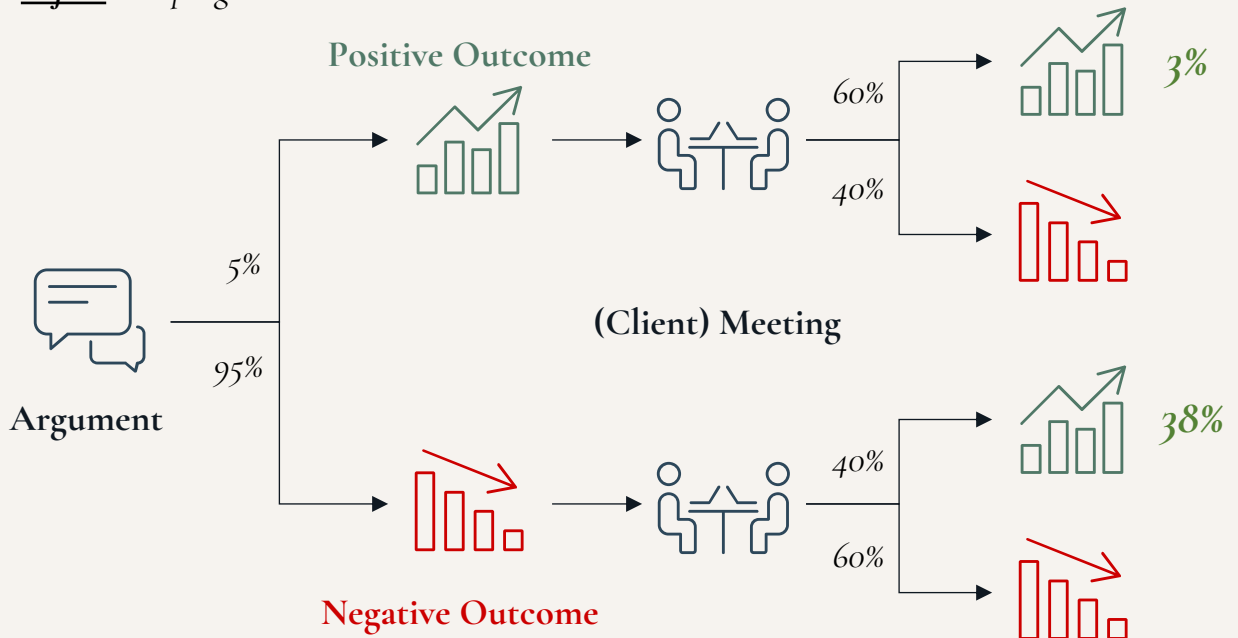 Positive Outcome
3%
60%
40%
5%
(Client) Meeting
95%
Argument
38%
40%
60%
Negative Outcome